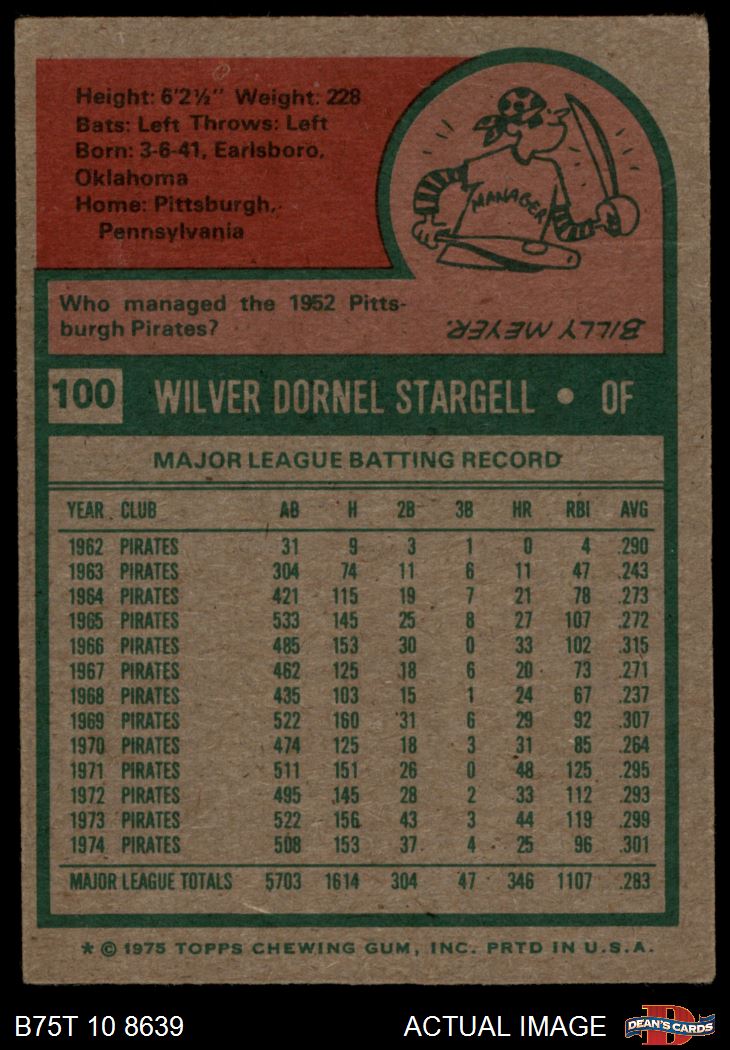 Height: 6'2½" Weight: 228
Bats: Left Throws: Left
Born: 3-6-41, Earlsboro,
Oklahoma
Home: Pittsburgh,
Pennsylvania
MANAGER
Who managed the 1952 Pitts-
burgh Pirates?
BILLY MEYER.
100 WILVER DORNEL STARGELL • OF
MAJOR LEAGUE BATTING RECORD
YEAR CLUB AB H 2B 3B HR RBI AVG
1962 PIRATES 31 9 3 1 0 4 .290
1963 PIRATES 304 74 11 6 11 47 .243
1964 PIRATES 421 115 19 7 21 78 .273
1965 PIRATES 533 145 25 8 27 107 .272
1966 PIRATES 485 153 30 0 33 102 .315
1967 PIRATES 462 125 18 6 20 73 .271
1968 PIRATES 435 103 15 1 24 67 .237
1969 PIRATES 522 160 31 6 29 92 .307
1970 PIRATES 474 125 18 3 31 85 .264
1971 PIRATES 511 151 26 0 48 125 .295
1972 PIRATES 495 145 28 2 33 112 .293
1973 PIRATES 522 156 43 3 44 119 .299
1974 PIRATES 508 153 37 4 25 96 .301
MAJOR LEAGUE TOTALS 5703 1614 304 47 346 1107 .283
* © 1975 TOPPS CHEWING GUM, INC. PRTD IN U.S.A.
B75T 10 8639 ACTUAL IMAGE D DEAN'S CARDS